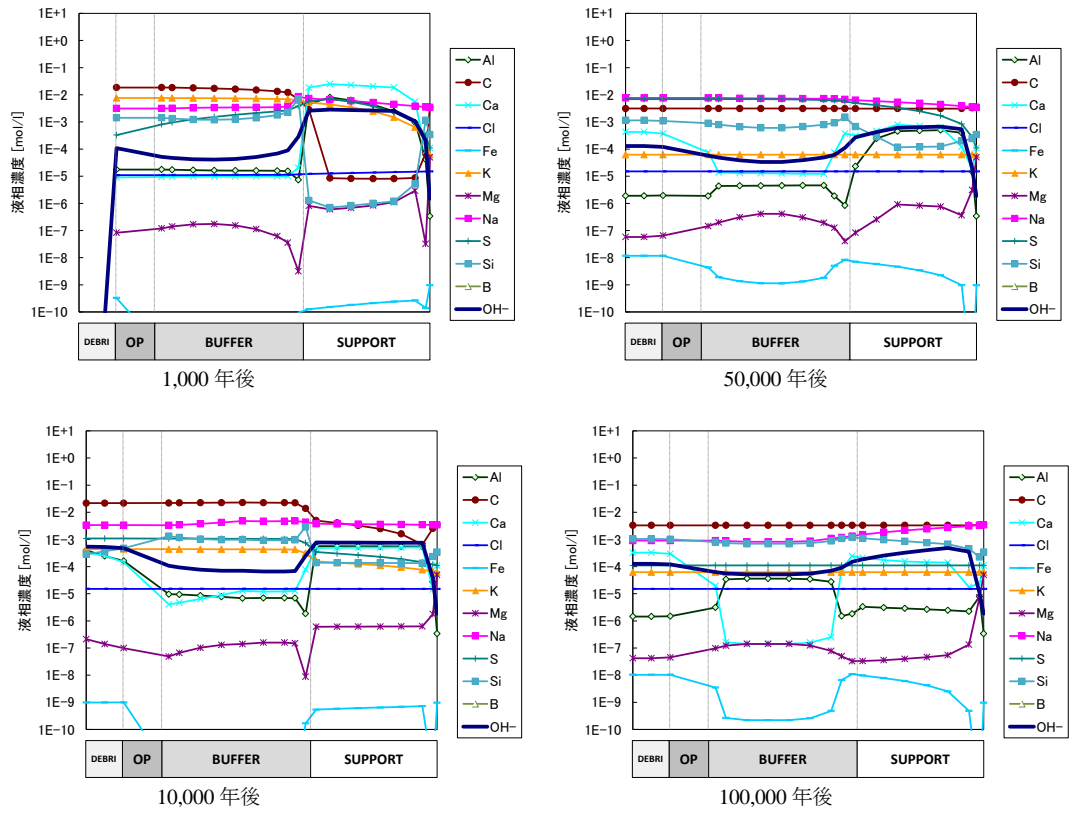 液相濃度 [mol/l]
1E+1
1E+0
1E-1
1E-2
1E-3
1E-4
1E-5
1E-6
1E-7
1E-8
1E-9
1E-10
Al
C
Ca
Cl
Fe
K
Mg
Na
S
Si
B
OH-
DEBRI OP BUFFER SUPPORT
1,000 年後
液相濃度 [mol/l]
1E+1
1E+0
1E-1
1E-2
1E-3
1E-4
1E-5
1E-6
1E-7
1E-8
1E-9
1E-10
Al
C
Ca
Cl
Fe
K
Mg
Na
S
Si
B
OH-
DEBRI OP BUFFER SUPPORT
50,000 年後
液相濃度 [mol/l]
1E+1
1E+0
1E-1
1E-2
1E-3
1E-4
1E-5
1E-6
1E-7
1E-8
1E-9
1E-10
Al
C
Ca
Cl
Fe
K
Mg
Na
S
Si
B
OH-
DEBRI OP BUFFER SUPPORT
10,000 年後
液相濃度 [mol/l]
1E+1
1E+0
1E-1
1E-2
1E-3
1E-4
1E-5
1E-6
1E-7
1E-8
1E-9
1E-10
Al
C
Ca
Cl
Fe
K
Mg
Na
S
Si
B
OH-
DEBRI OP BUFFER SUPPORT
100,000 年後